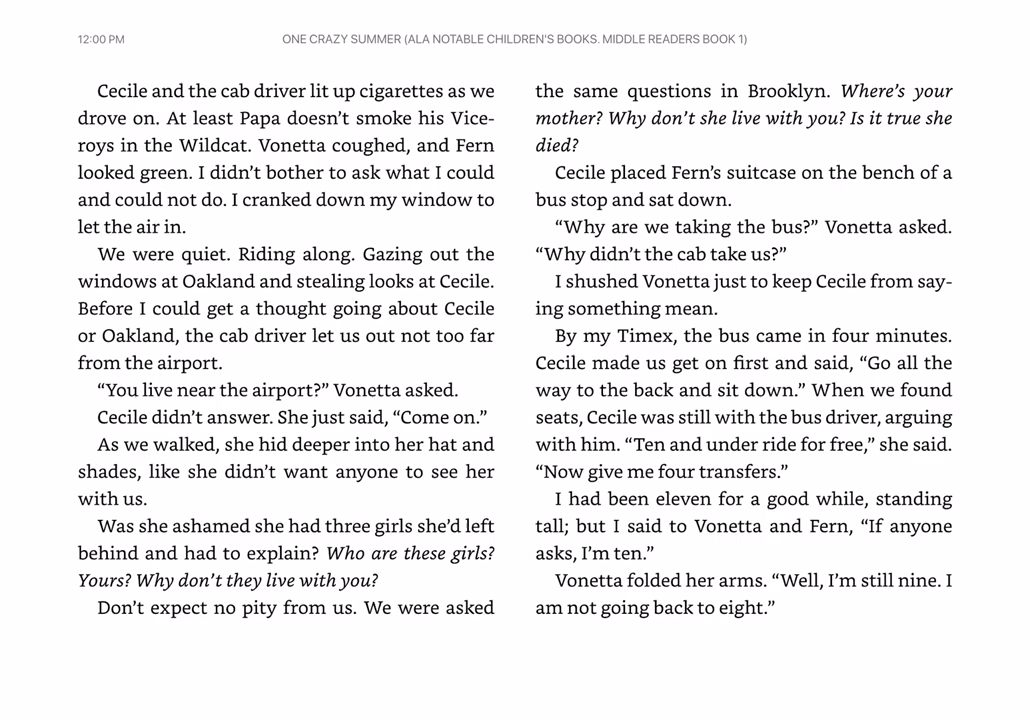 12:00 PM
ONE CRAZY SUMMER (ALA NOTABLE CHILDREN'S BOOKS. MIDDLE READERS BOOK 1)
Cecile and the cab driver lit up cigarettes as we
drove on. At least Papa doesn't smoke his Vice-
roys in the Wildcat. Vonetta coughed, and Fern
looked green. I didn't bother to ask what I could
and could not do. I cranked down my window to
let the air in.
We were quiet. Riding along. Gazing out the
windows at Oakland and stealing looks at Cecile.
Before I could get a thought going about Cecile
or Oakland, the cab driver let us out not too far
from the airport.
“You live near the airport?” Vonetta asked.
Cecile didn't answer. She just said, “Come on.”
As we walked, she hid deeper into her hat and
shades, like she didn't want anyone to see her
with us.
Was she ashamed she had three girls she'd left
behind and had to explain? Who are these girls?
Yours? Why don't they live with you?
Don't expect no pity from us. We were asked
the same questions in Brooklyn. Where's your
mother? Why don't she live with you? Is it true she
died?
Cecile placed Fern's suitcase on the bench of a
bus stop and sat down.
“Why are we taking the bus?” Vonetta asked.
“Why didn't the cab take us?”
I shushed Vonetta just to keep Cecile from say-
ing something mean.
By my Timex, the bus came in four minutes.
Cecile made us get on first and said, “Go all the
way to the back and sit down.” When we found
seats, Cecile was still with the bus driver, arguing
with him. “Ten and under ride for free,” she said.
“Now give me four transfers.”
I had been eleven for a good while, standing
tall; but I said to Vonetta and Fern, “If anyone
asks, I'm ten.”
Vonetta folded her arms. “Well, I'm still nine. I
am not going back to eight.”